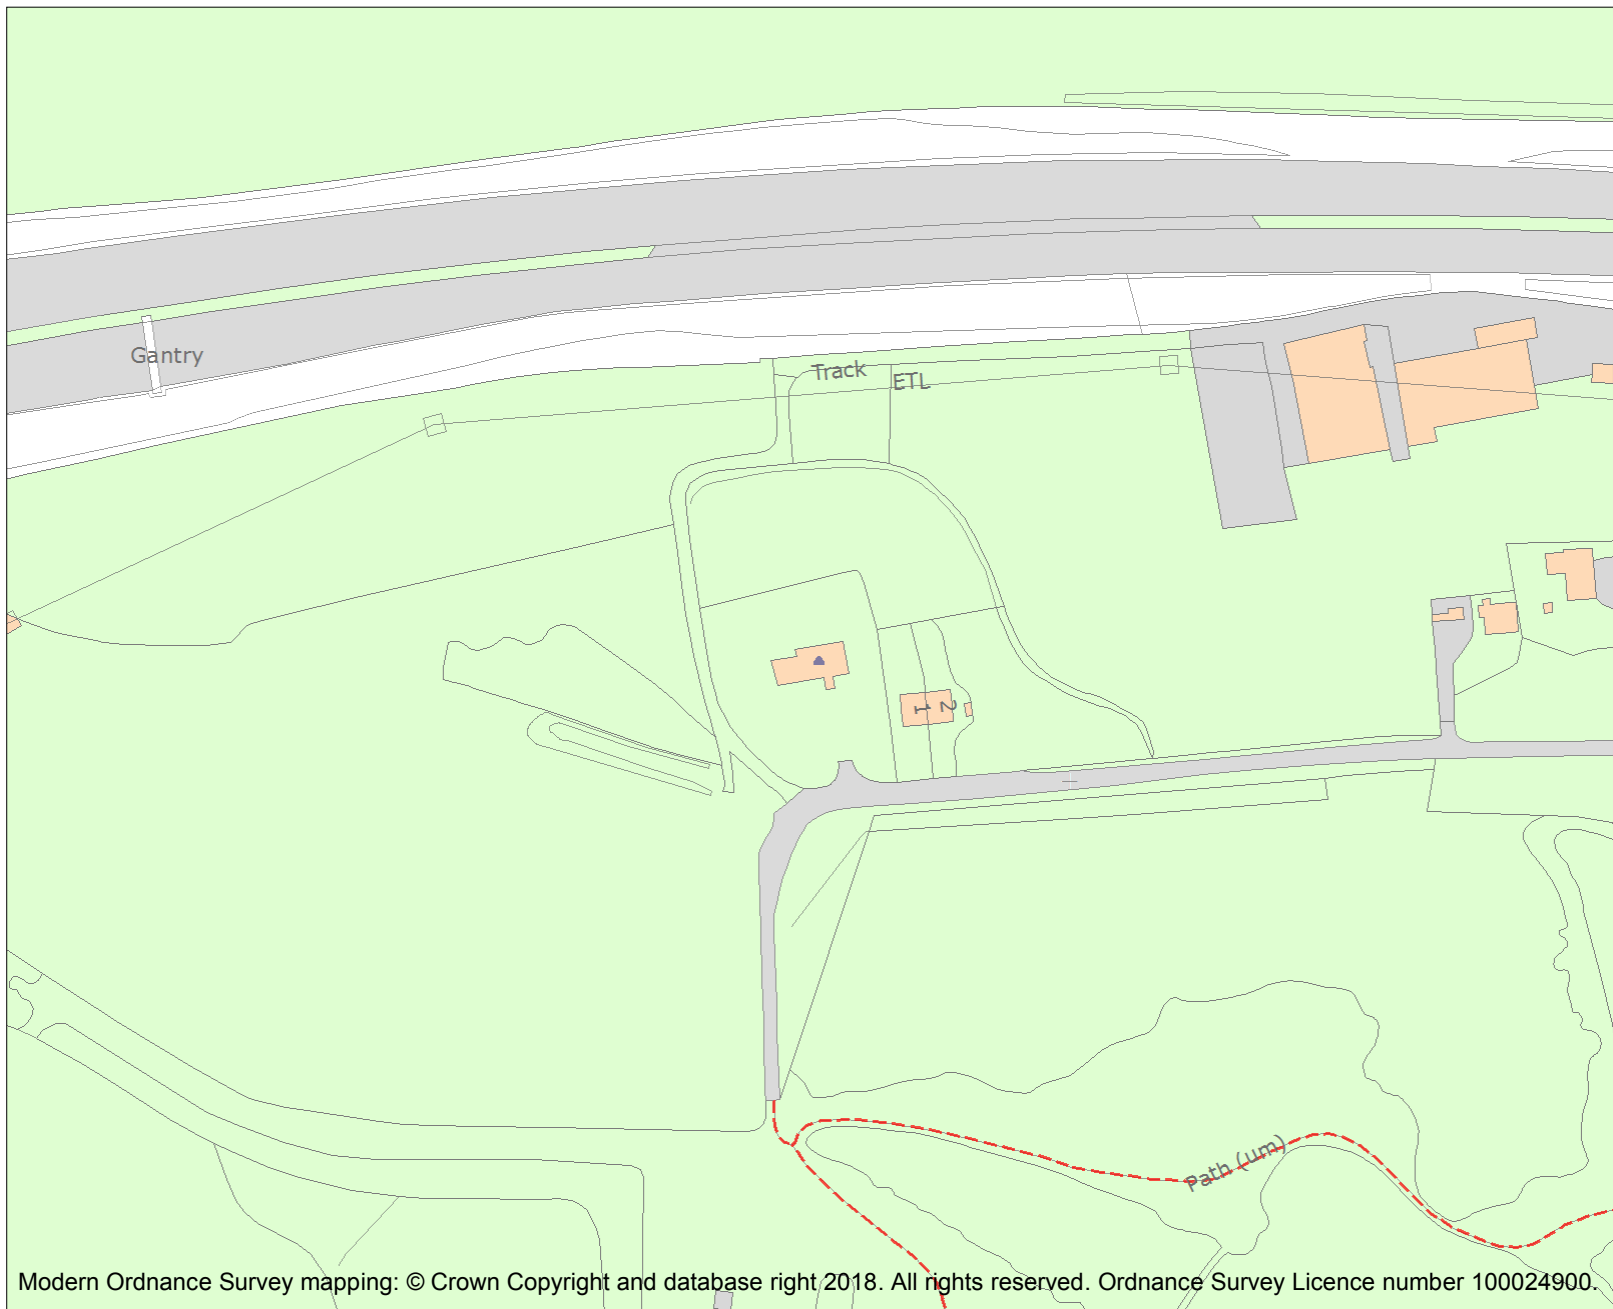 Gantry
Track
ETL
1
2
Path (um)
Modern Ordnance Survey mapping: © Crown Copyright and database right 2018. All rights reserved. Ordnance Survey Licence number 100024900.